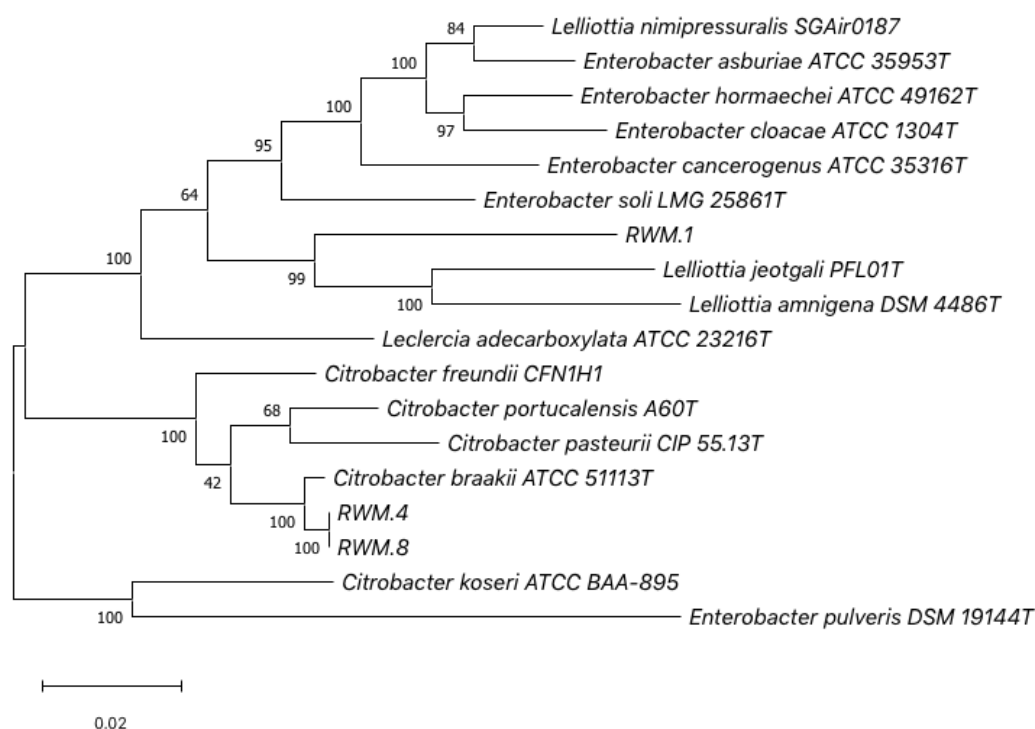 84
Lelliottia nimipressuralis SGAir0187
Enterobacter asburiae ATCC 35953T
100
Enterobacter hormaechei ATCC 49162T
100
97
Enterobacter cloacae ATCC 1304T
95
Enterobacter cancerogenus ATCC 35316T
64
Enterobacter soli LMG 25861T
RWM.1
100
Lelliottia jeotgali PFL01T
99
100
Lelliottia amnigena DSM 4486T
Leclercia adecarboxylata ATCC 23216T
Citrobacter freundii CFN1H1
68
Citrobacter portucalensis A60T
100
Citrobacter pasteurii CIP 55.13T
42
Citrobacter braakii ATCC 51113T
100
RWM.4
100
RWM.8
Citrobacter koseri ATCC BAA-895
100
Enterobacter pulveris DSM 19144T
0.02